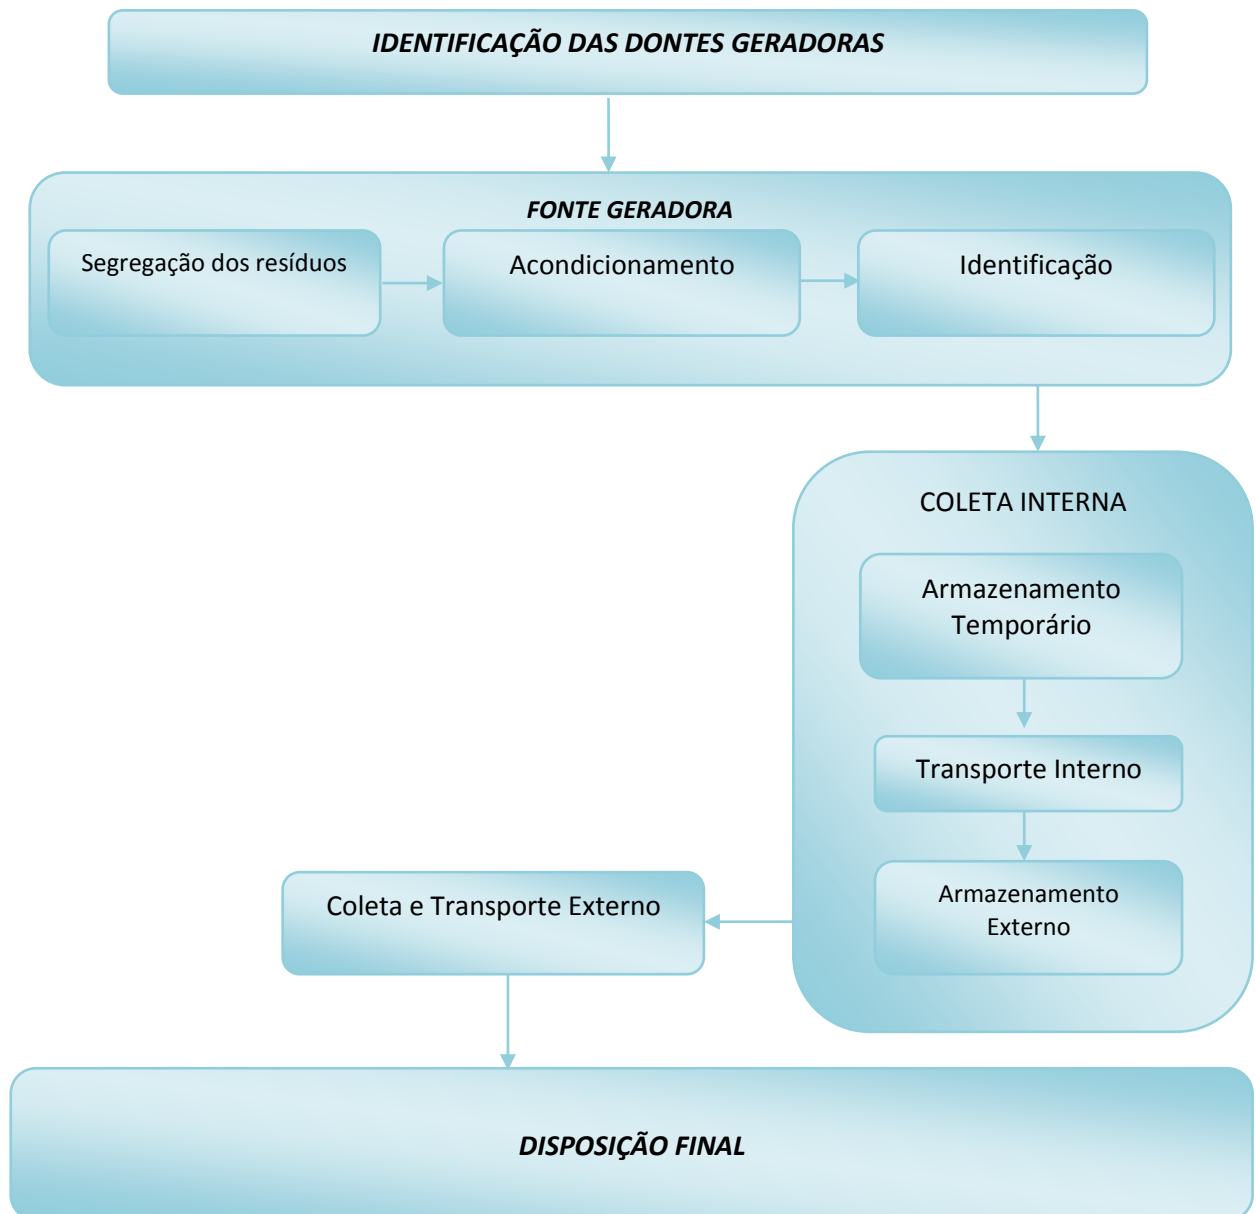 IDENTIFICAÇÃO DAS DONTES GERADORAS
FONTE GERADORA
Segregação dos resíduos
Acondicionamento
Identificação
COLETA INTERNA
Armazenamento
Temporário
Transporte Interno
Armazenamento
Externo
Coleta e Transporte Externo
DISPOSIÇÃO FINAL